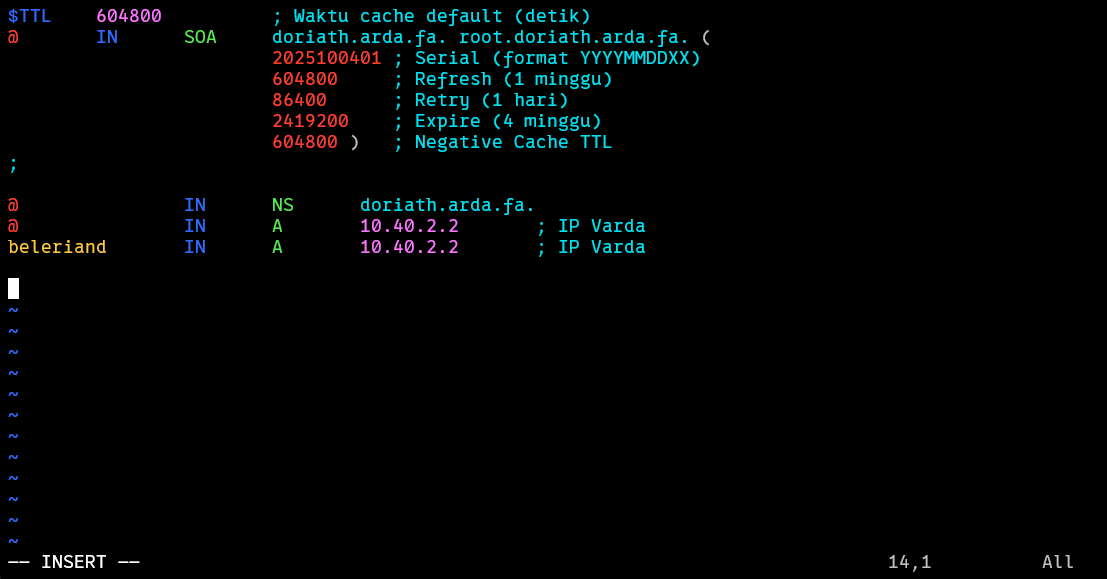 $TTL    604800          ; Waktu cache default (detik)
@       IN      SOA     doriath.arda.fa. root.doriath.arda.fa. (
                        2025100401 ; Serial (format YYYYMMDDXX)
                        604800     ; Refresh (1 minggu)
                        86400      ; Retry (1 hari)
                        2419200    ; Expire (4 minggu)
                        604800 )   ; Negative Cache TTL
;
@               IN      NS      doriath.arda.fa.
@               IN      A       10.40.2.2       ; IP Varda
beleriand       IN      A       10.40.2.2       ; IP Varda
~
~
~
~
~
~
~
~
~
~
~
~
-- INSERT --                                                                    14,1          All